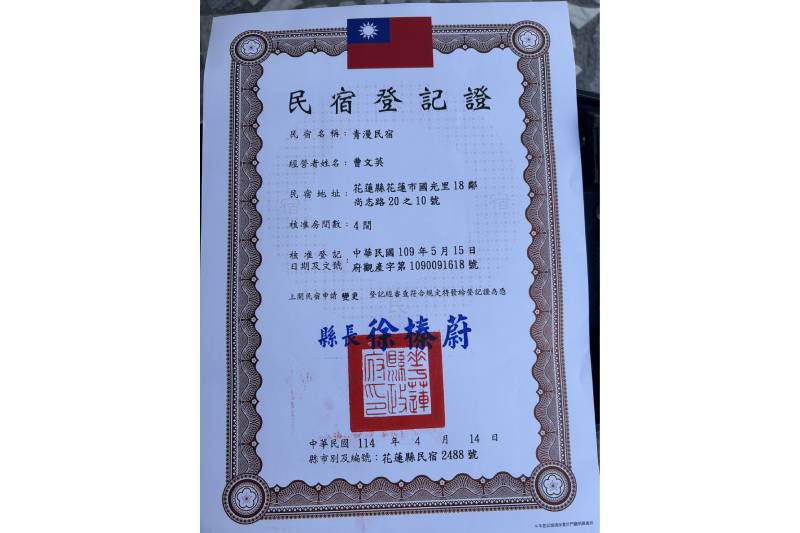 民宿登記證
民宿名稱：青漫民宿
經營者姓名：曹文英
民宿地址：花蓮縣花蓮市國光里18鄰
尚志路20之10號
核准房間數：4間
核准登記
日期及文號：中華民國109年5月15日
府觀產字第1090091618號
上開民宿申請 變更 登記經審查符合規定特發給登記證為憑
縣長 徐榛蔚
花蓮縣政府印
中華民國 114 年 4 月 14 日
縣市別及編號：花蓮縣民宿2488號